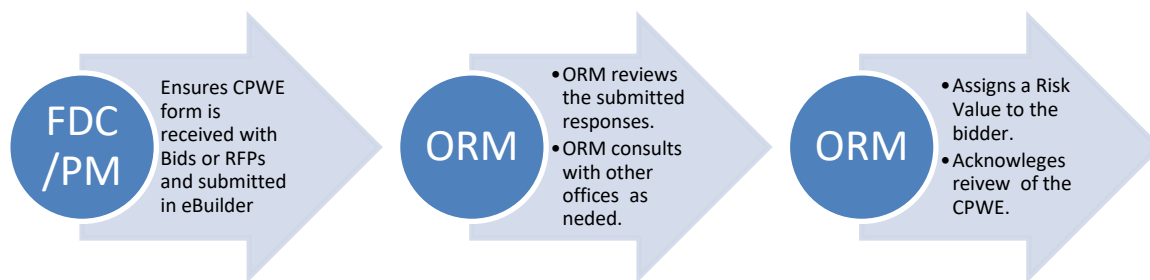 FDC
/PM
Ensures CPWE
form is
received with
Bids or RFPs
and submitted
in eBuilder
ORM
•ORM reviews
the submitted
responses.
•ORM consults
with other
offices as
neded.
ORM
•Assigns a Risk
Value to the
bidder.
•Acknowleges
reivew of the
CPWE.